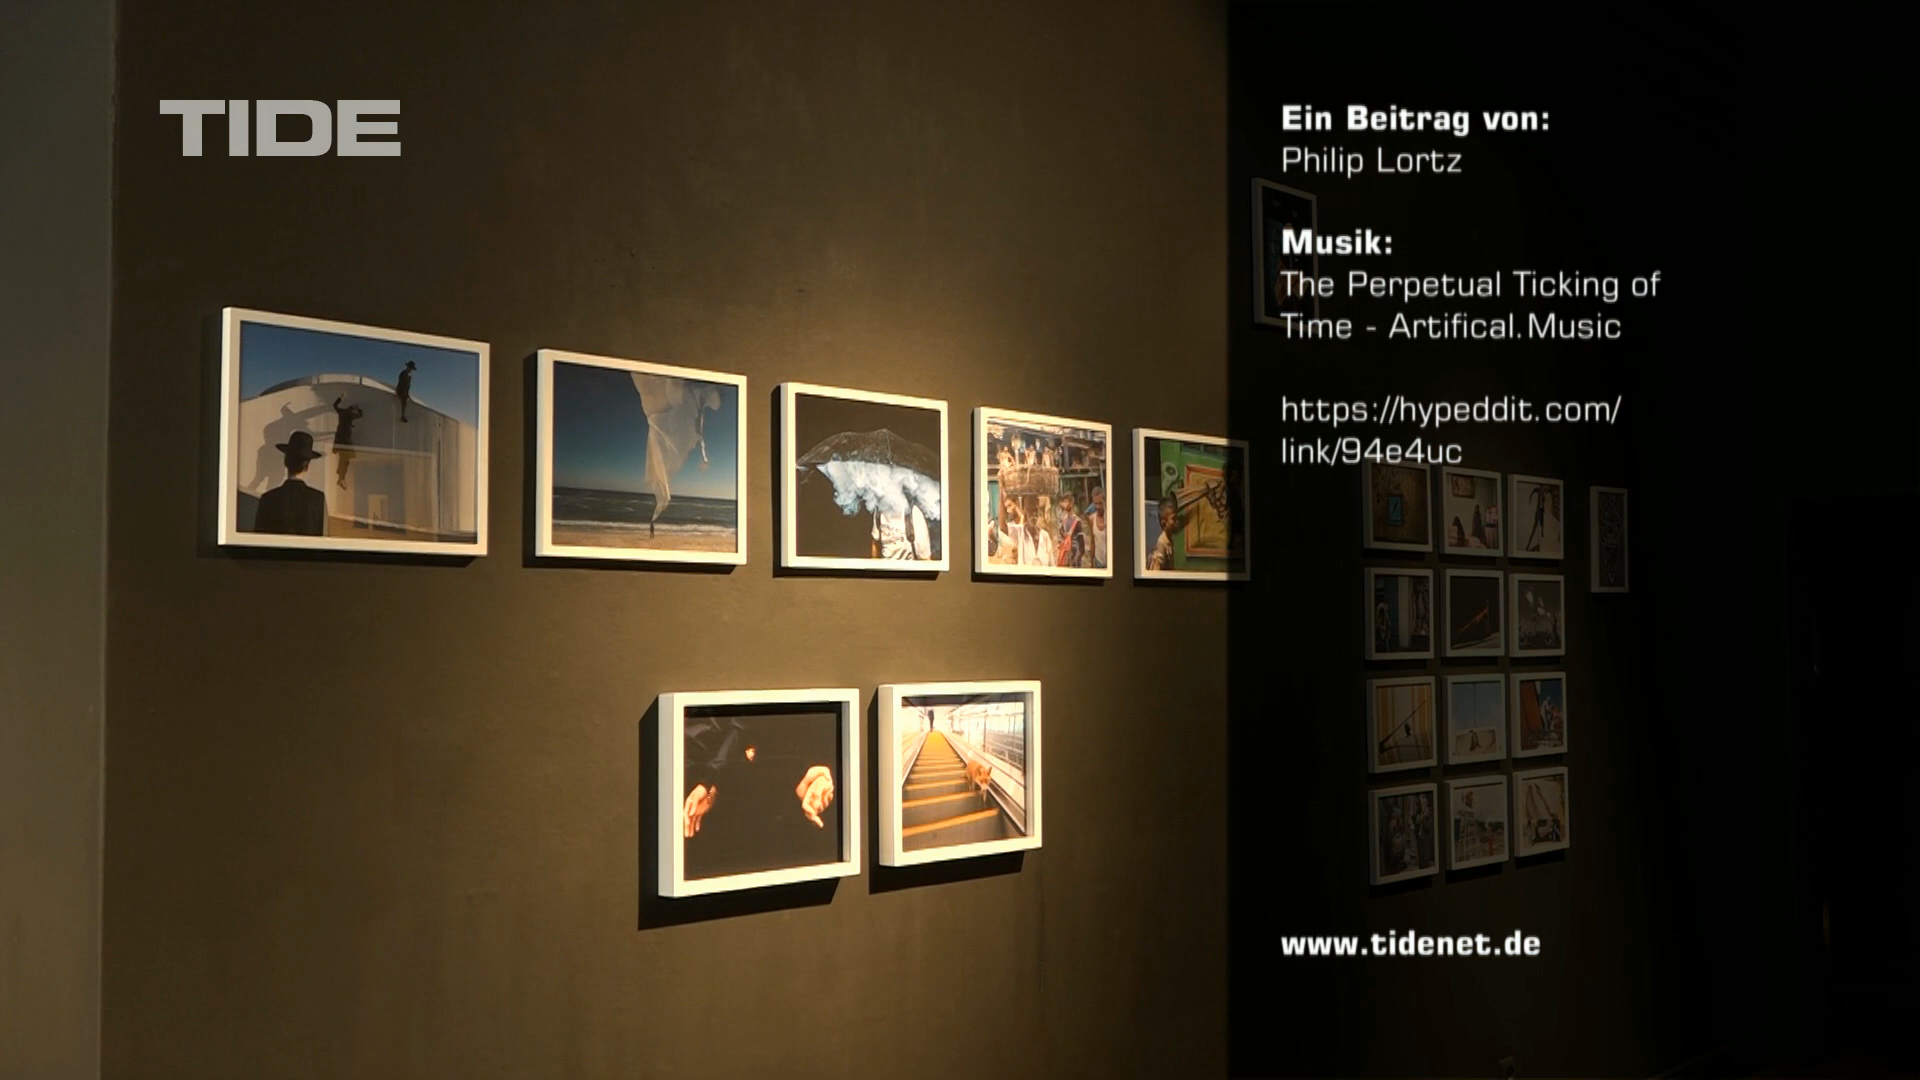 TIDE
Ein Beitrag von:
Philip Lortz
Musik:
The Perpetual Ticking of
Time - Artifical.Music
https://hypeddit.com/
link/94e4uc
www.tidenet.de